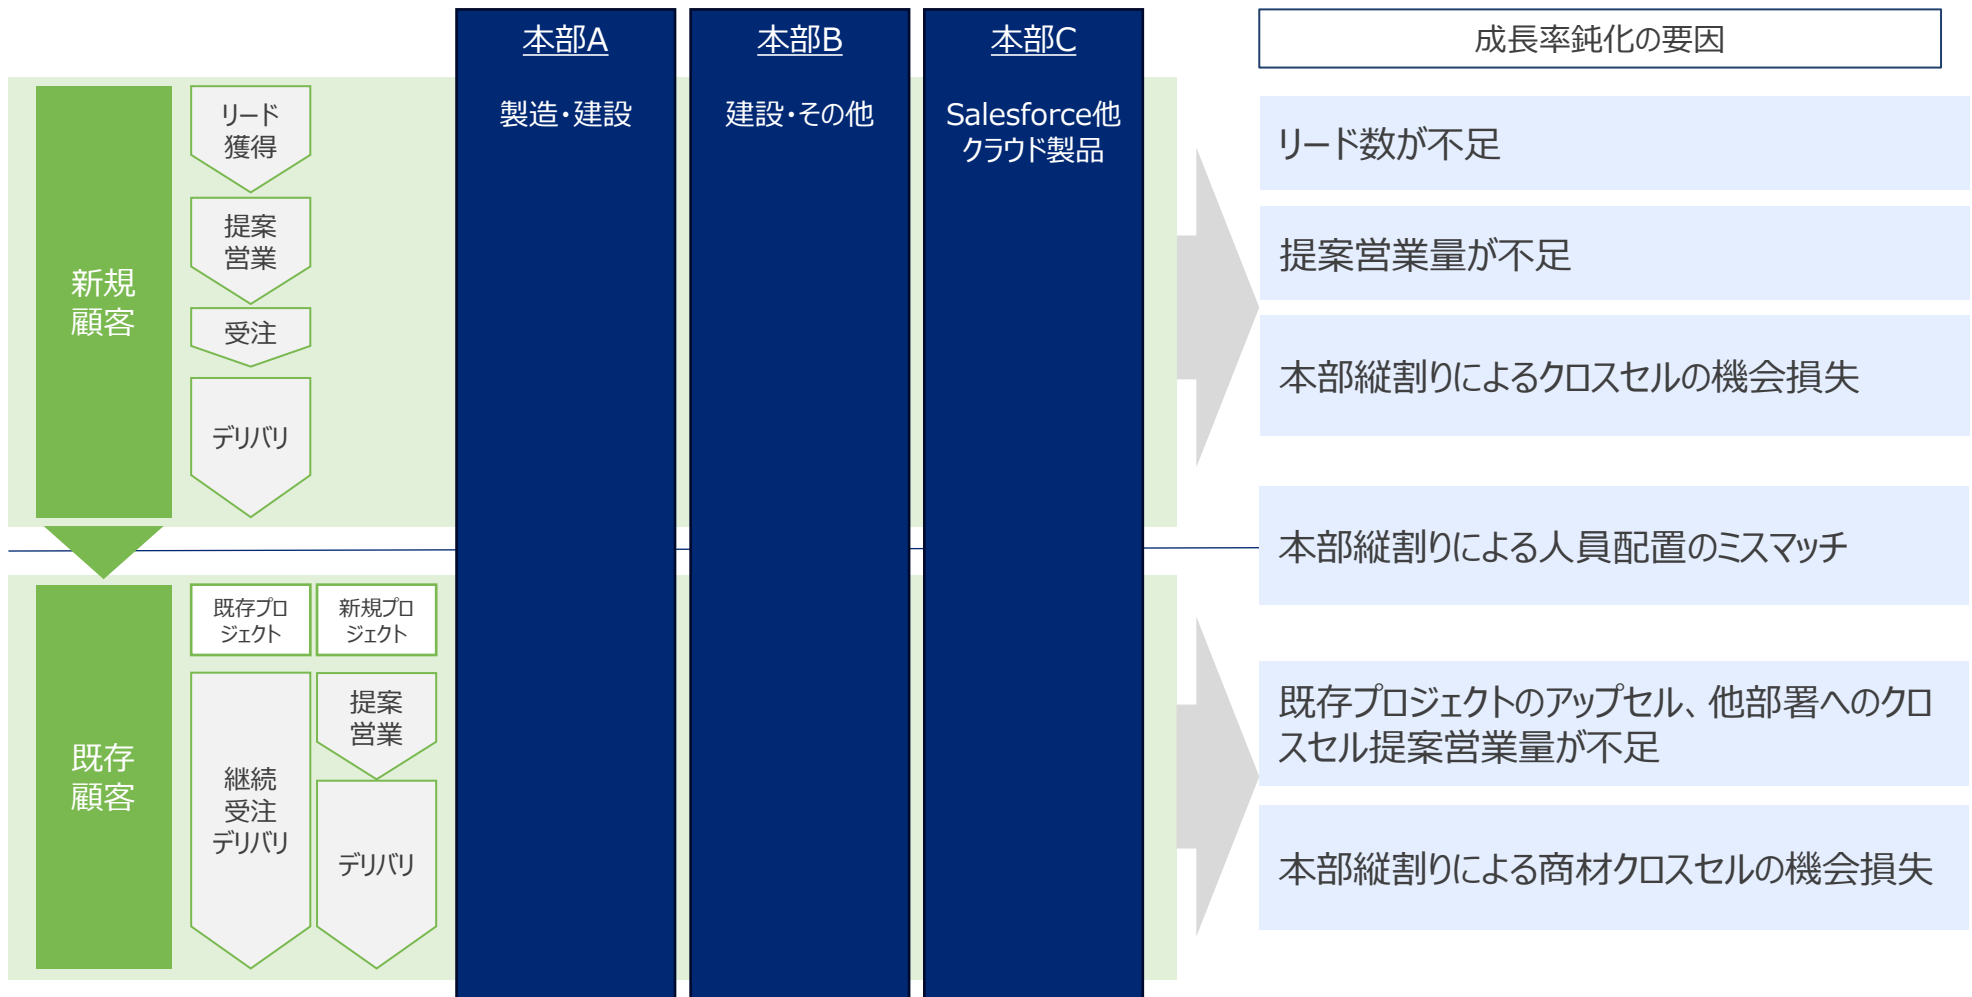 本部A
本部B
本部C
成長率鈍化の要因
製造・建設
建設・その他
Salesforce他
クラウド製品
新規
顧客
リード
獲得
提案
営業
受注
デリバリ
リード数が不足
提案営業量が不足
本部縦割りによるクロスセルの機会損失
本部縦割りによる人員配置のミスマッチ
既存
顧客
既存プロ
ジェクト
新規プロ
ジェクト
継続
受注
デリバリ
提案
営業
デリバリ
既存プロジェクトのアップセル、他部署へのクロ
スセル提案営業量が不足
本部縦割りによる商材クロスセルの機会損失